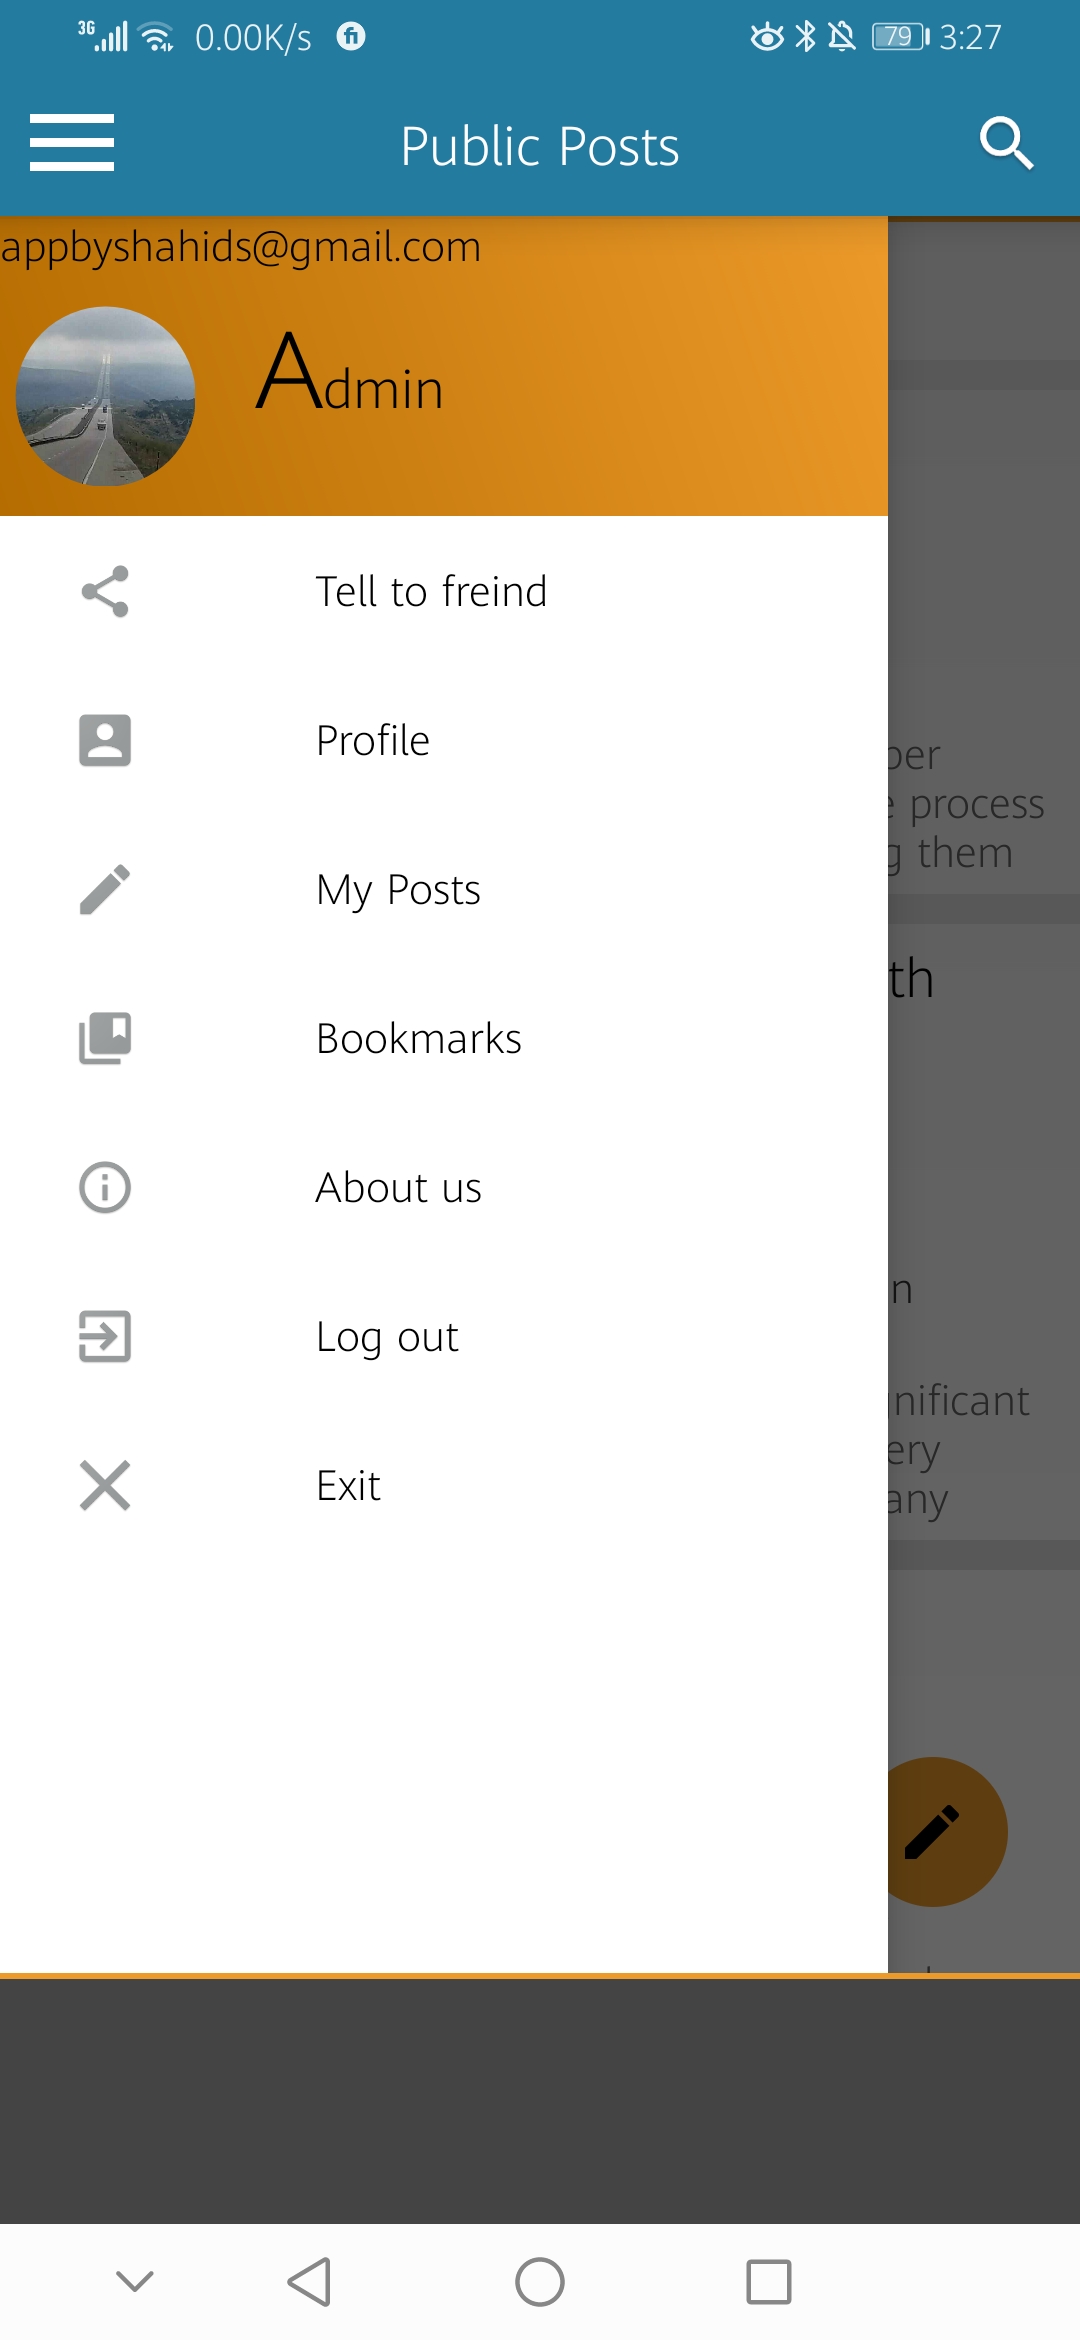 3G 0.00K/s 79 3:27
Public Posts
appbyshahids@gmail.com
Admin
Tell to freind
Profile
process
them
My Posts
th
Bookmarks
About us
n
Log out
nificant
ery
any
Exit